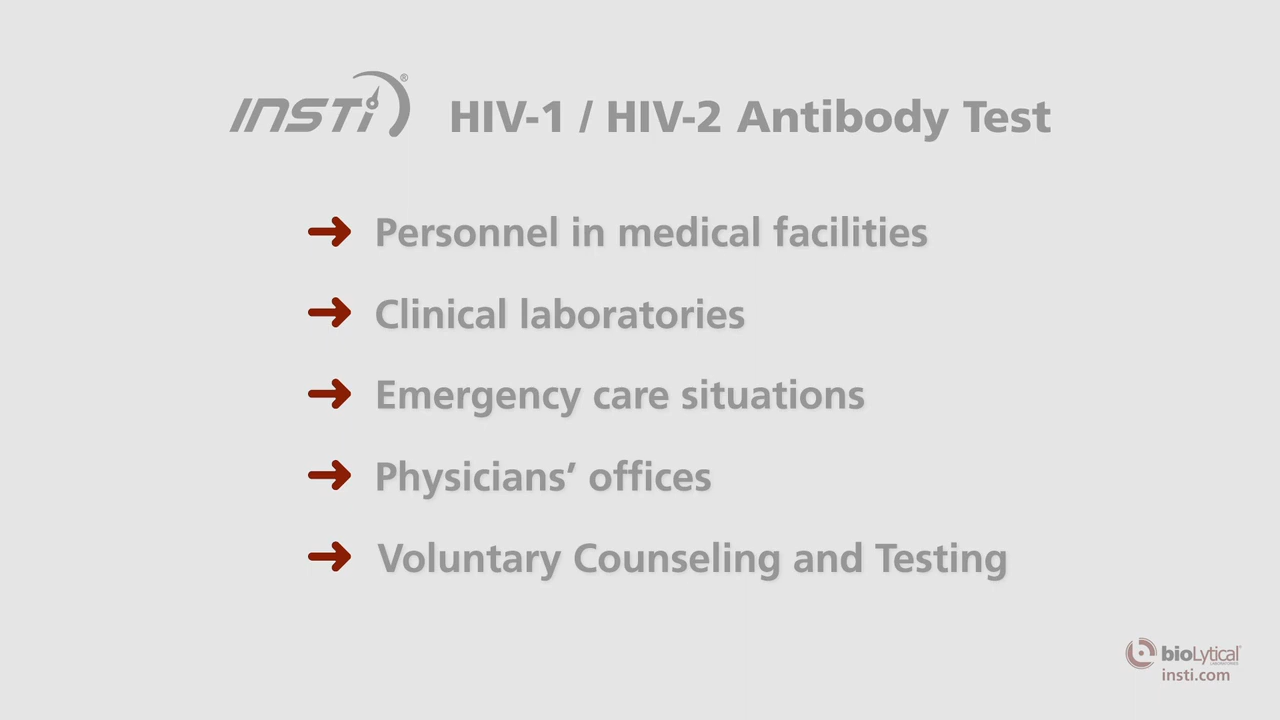 INSTi® HIV-1 / HIV-2 Antibody Test
Personnel in medical facilities
Clinical laboratories
Emergency care situations
Physicians’ offices
Voluntary Counseling and Testing
bioLytical
LABORATORIES
insti.com